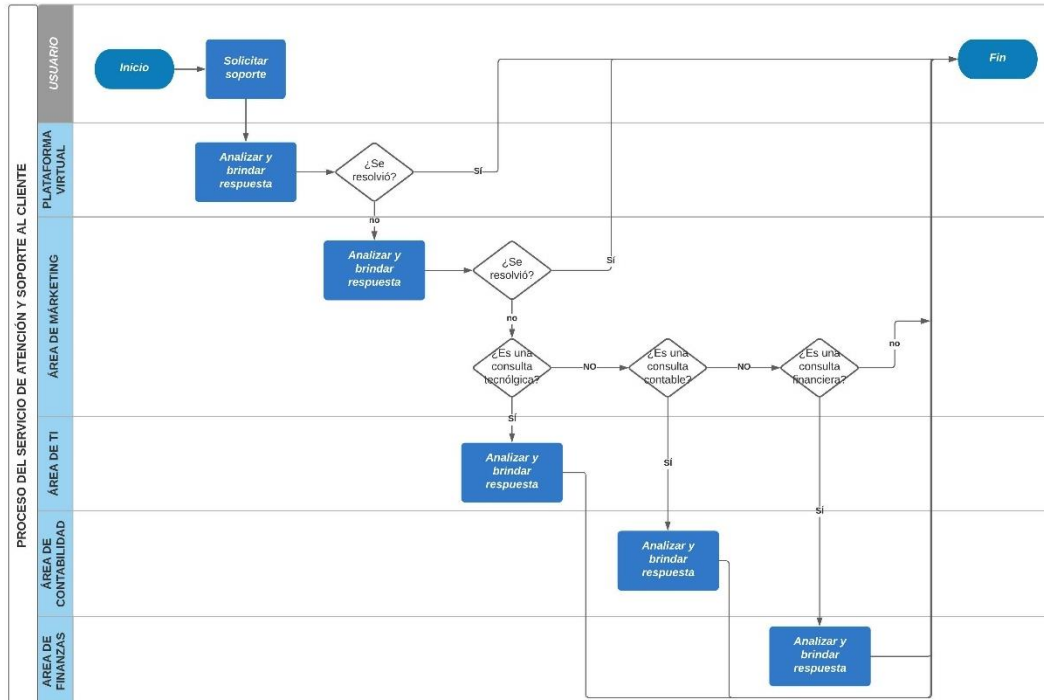 PROCESO DEL SERVICIO DE ATENCIÓN Y SOPORTE AL CLIENTE
USUARIO
Inicio
Solicitar
soporte
Fin
PLATAFORMA
VIRTUAL
Analizar y
brindar
respuesta
¿Se
resolvió?
Sí
no
ÁREA DE MÁRKETING
Analizar y
brindar
respuesta
¿Se
resolvió?
Sí
no
¿Es una
consulta
tecnólgica?
NO
¿Es una
consulta
contable?
NO
¿Es una
consulta
financiera?
no
SÍ
ÁREA DE TI
Analizar y
brindar
respuesta
SÍ
SÍ
ÁREA DE
CONTABILIDAD
Analizar y
brindar
respuesta
ÁREA DE
FINANZAS
Analizar y
brindar
respuesta